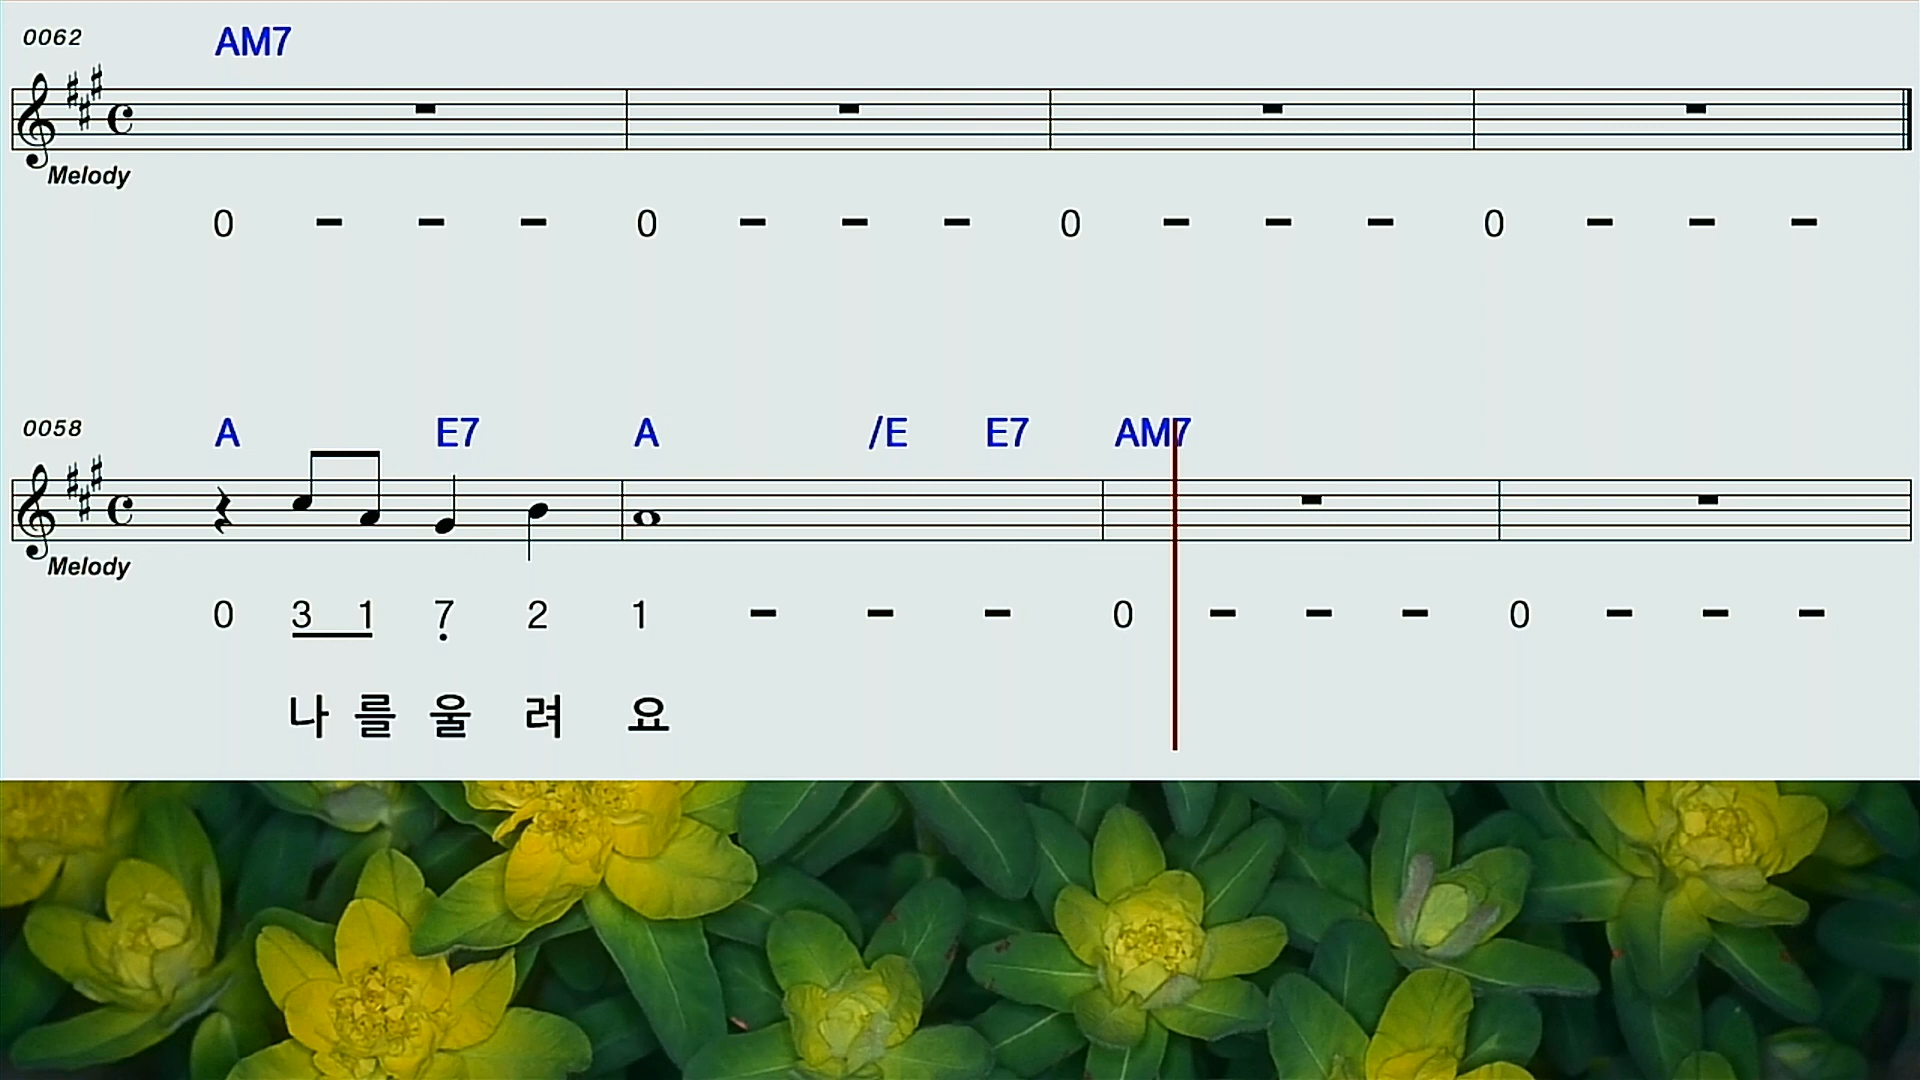 0062 AM7
Melody
0 - - - 0 - - - 0 - - - 0 - - -
0058 A E7 A /E E7 AM7
Melody
0 3 1 7 2 1 - - - 0 - - - 0 - - -
나 를 울 려 요